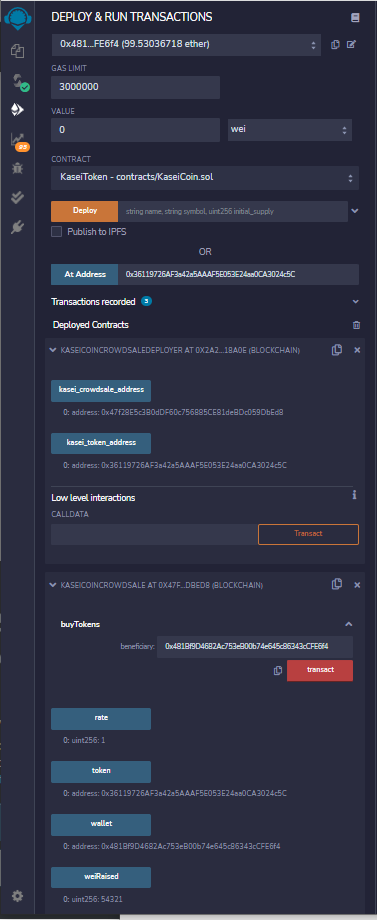 DEPLOY & RUN TRANSACTIONS
0x481...FE6f4 (99.53036718 ether)
GAS LIMIT
3000000
VALUE
0
wei
CONTRACT
KaseiToken - contracts/KaseiCoin.sol
Deploy
string name, string symbol, uint256 initial_supply
Publish to IPFS
OR
At Address
0x36119726AF3a42a5AAAF5E053E24aa0CA3024c5C
Transactions recorded 5
Deployed Contracts
KASEICOINCROWDSALEDEPLOYER AT 0X2A2...18A0E (BLOCKCHAIN)
kasei_crowdsale_address
0: address: 0x47f28E5c3B0dDF60c756885CE81deBDc059DbEd8
kasei_token_address
0: address: 0x36119726AF3a42a5AAAF5E053E24aa0CA3024c5C
Low level interactions
CALLDATA
Transact
KASEICOINCROWDSALE AT 0X47F...DBED8 (BLOCKCHAIN)
buyTokens
beneficiary:
0x481Bf9D4682Ac753eB00b74e645c86343cCFE6f4
transact
rate
0: uint256: 1
token
0: address: 0x36119726AF3a42a5AAAF5E053E24aa0CA3024c5C
wallet
0: address: 0x481Bf9D4682Ac753eB00b74e645c86343cCFE6f4
weiRaised
0: uint256: 54321